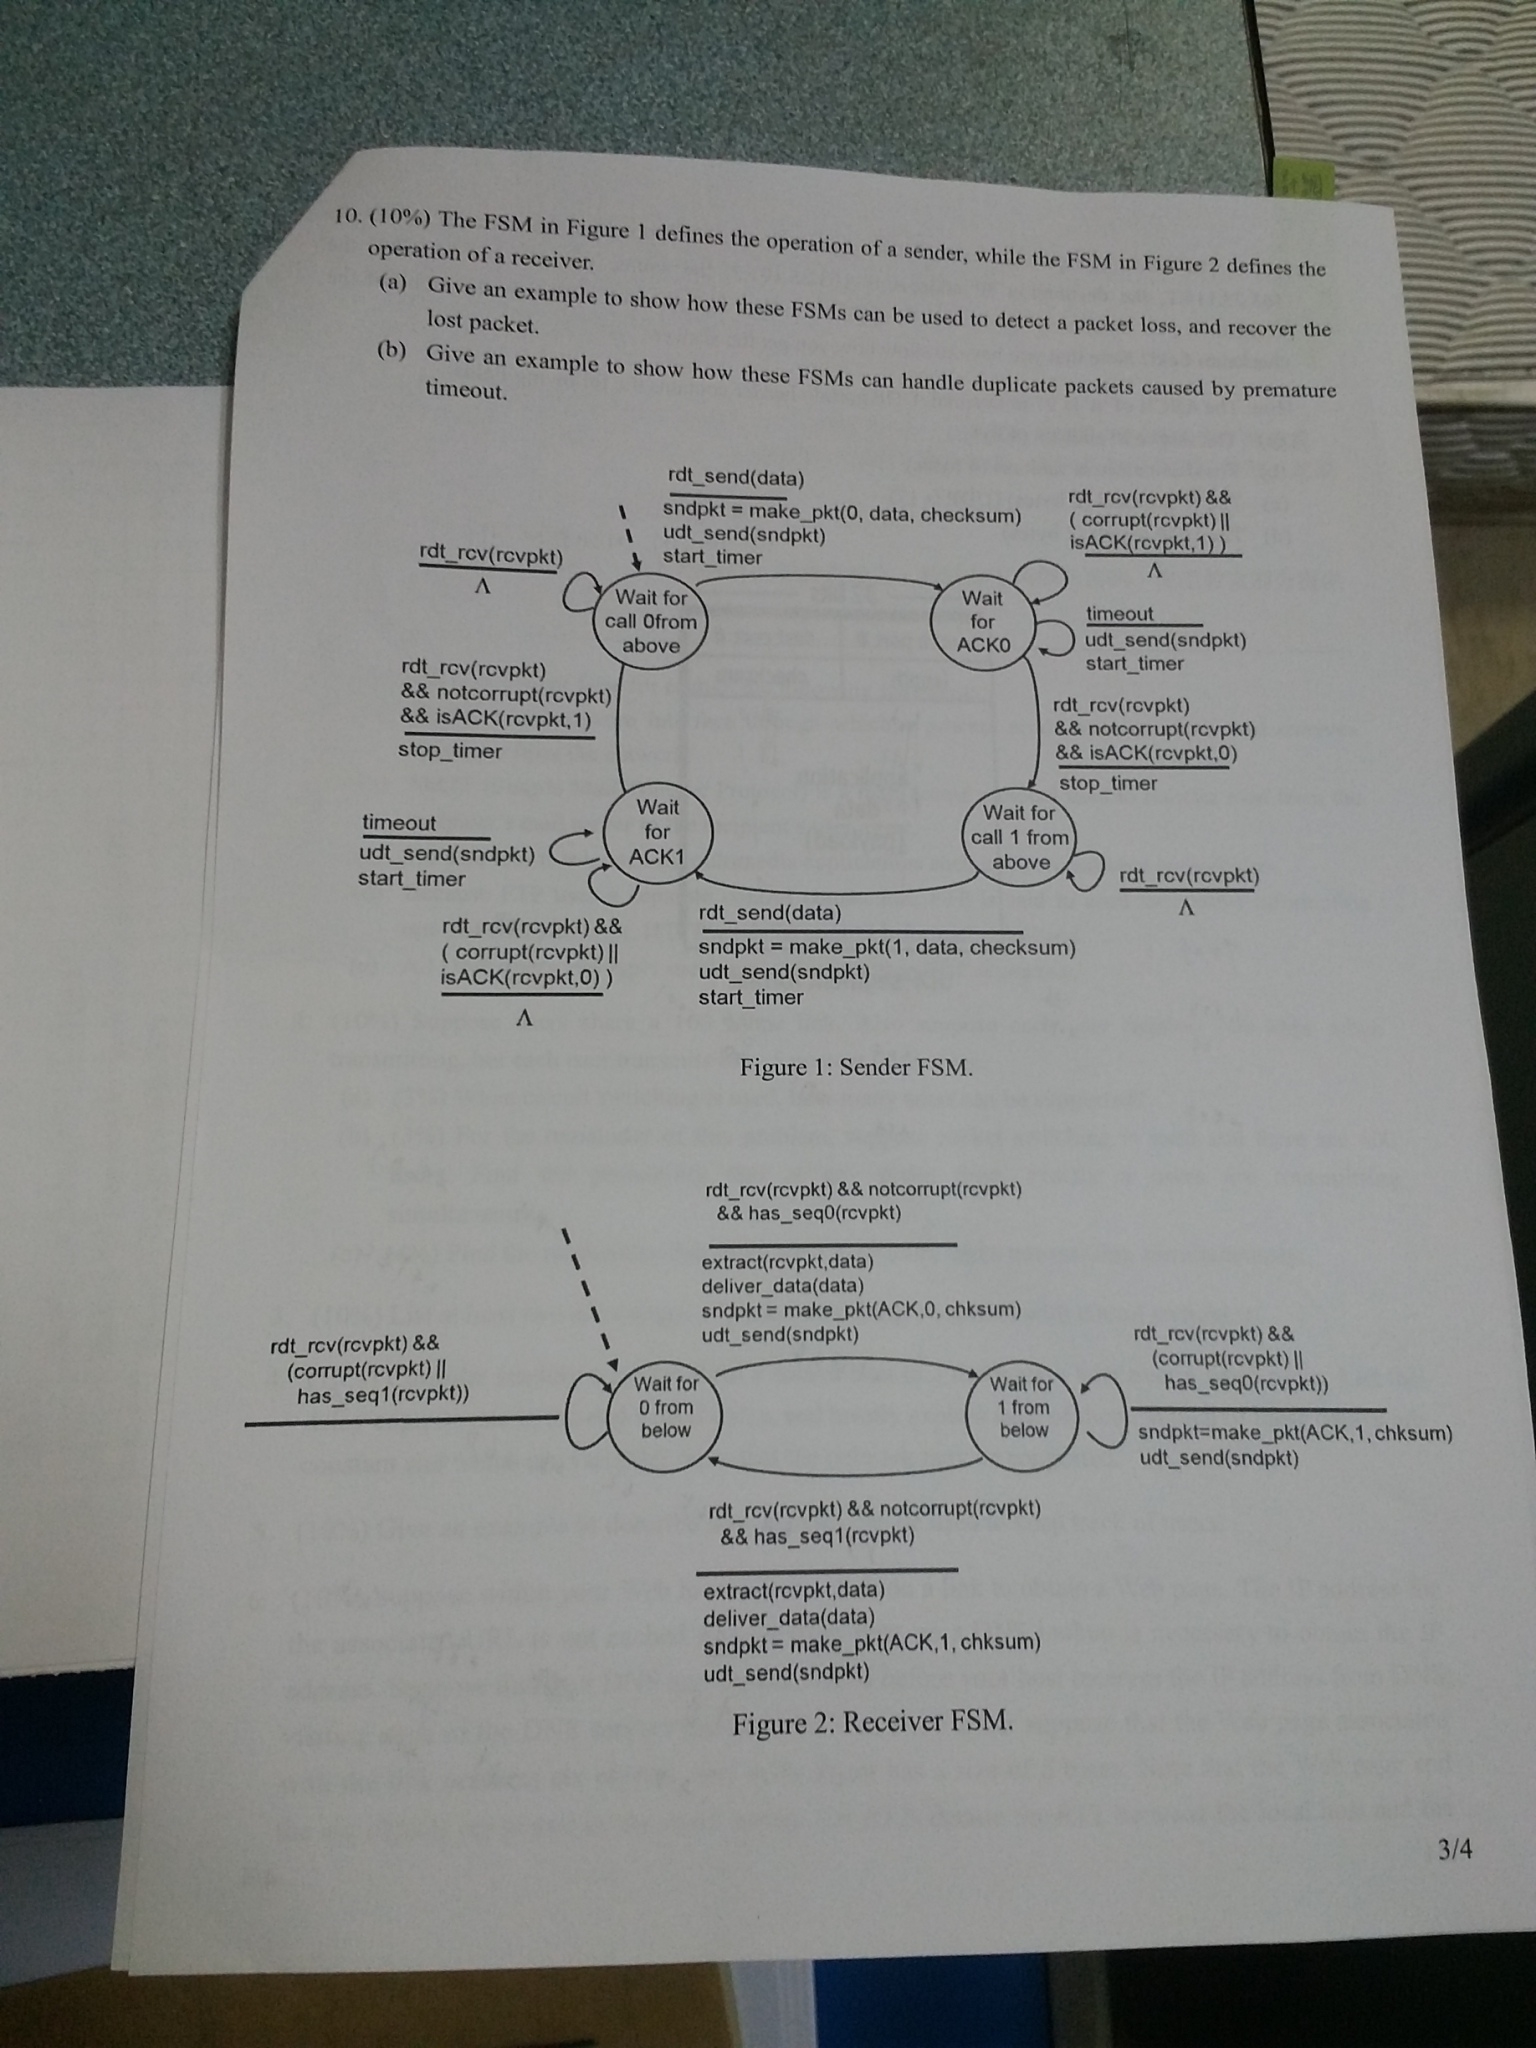 10. (10%) The FSM in Figure 1 defines the operation of a sender, while the FSM in Figure 2 defines the
operation of a receiver.
(a) Give an example to show how these FSMs can be used to detect a packet loss, and recover the
lost packet.
(b) Give an example to show how these FSMs can handle duplicate packets caused by premature
timeout.
rdt_send(data)
sndpkt = make_pkt(0, data, checksum)
udt_send(sndpkt)
start_timer
rdt_rcv(rcvpkt) &&
( corrupt(rcvpkt) ||
isACK(rcvpkt,1) )
Λ
rdt_rcv(rcvpkt)
Λ
Wait for
call 0from
above
Wait
for
ACK0
timeout
udt_send(sndpkt)
start_timer
rdt_rcv(rcvpkt)
&& notcorrupt(rcvpkt)
&& isACK(rcvpkt,1)
stop_timer
rdt_rcv(rcvpkt)
&& notcorrupt(rcvpkt)
&& isACK(rcvpkt,0)
stop_timer
timeout
udt_send(sndpkt)
start_timer
Wait
for
ACK1
Wait for
call 1 from
above
rdt_rcv(rcvpkt)
Λ
rdt_rcv(rcvpkt) &&
( corrupt(rcvpkt) ||
isACK(rcvpkt,0) )
Λ
rdt_send(data)
sndpkt = make_pkt(1, data, checksum)
udt_send(sndpkt)
start_timer
Figure 1: Sender FSM.
rdt_rcv(rcvpkt) && notcorrupt(rcvpkt)
&& has_seq0(rcvpkt)
extract(rcvpkt,data)
deliver_data(data)
sndpkt = make_pkt(ACK,0, chksum)
udt_send(sndpkt)
rdt_rcv(rcvpkt) &&
(corrupt(rcvpkt) ||
has_seq1(rcvpkt))
Wait for
0 from
below
Wait for
1 from
below
rdt_rcv(rcvpkt) &&
(corrupt(rcvpkt) ||
has_seq0(rcvpkt))
sndpkt=make_pkt(ACK,1, chksum)
udt_send(sndpkt)
rdt_rcv(rcvpkt) && notcorrupt(rcvpkt)
&& has_seq1(rcvpkt)
extract(rcvpkt,data)
deliver_data(data)
sndpkt = make_pkt(ACK,1, chksum)
udt_send(sndpkt)
Figure 2: Receiver FSM.
3/4